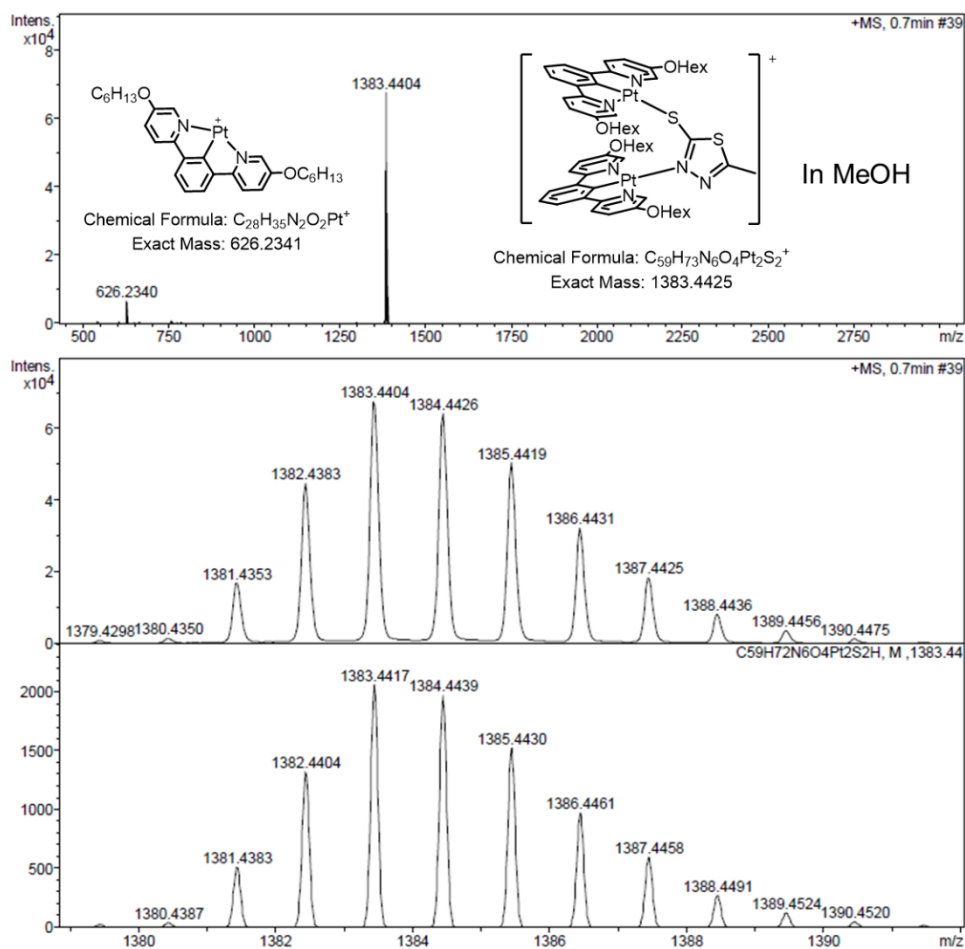 Intens.
x10⁴
+MS, 0.7min #39
8
6
4
2
0
1383.4404
626.2340
C₆H₁₃O
N
Pt
+
N
OC₆H₁₃
Chemical Formula: C₂₈H₃₅N₂O₂Pt⁺
Exact Mass: 626.2341
+
OHex
N
Pt
N
S
S
OHex
OHex
N
Pt
N
N
N
OHex
In MeOH
Chemical Formula: C₅₉H₇₃N₆O₄Pt₂S₂⁺
Exact Mass: 1383.4425
500 750 1000 1250 1500 1750 2000 2250 2500 2750 m/z
Intens.
x10⁴
+MS, 0.7min #39
6
4
2
0
1379.4298
1380.4350
1381.4353
1382.4383
1383.4404
1384.4426
1385.4419
1386.4431
1387.4425
1388.4436
1389.4456
1390.4475
C59H72N6O4Pt2S2H, M ,1383.44
2000
1500
1000
500
0
1380.4387
1381.4383
1382.4404
1383.4417
1384.4439
1385.4430
1386.4461
1387.4458
1388.4491
1389.4524
1390.4520
1380 1382 1384 1386 1388 1390 m/z